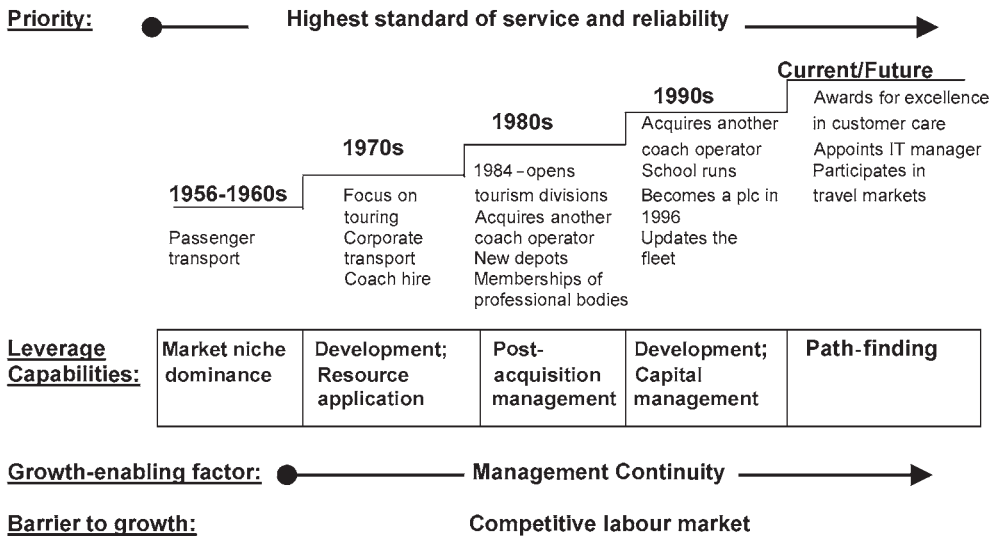 Priority: Highest standard of service and reliability
1956-1960s
Passenger
transport
1970s
Focus on
touring
Corporate
transport
Coach hire
1980s
1984–opens
tourism divisions
Acquires another
coach operator
New depots
Memberships of
professional bodies
1990s
Acquires another
coach operator
School runs
Becomes a plc in
1996
Updates the
fleet
Current/Future
Awards for excellence
in customer care
Appoints IT manager
Participates in
travel markets
Leverage
Capabilities:
Market niche
dominance
Development;
Resource
application
Post-
acquisition
management
Development;
Capital
management
Path-finding
Growth-enabling factor: Management Continuity
Barrier to growth: Competitive labour market